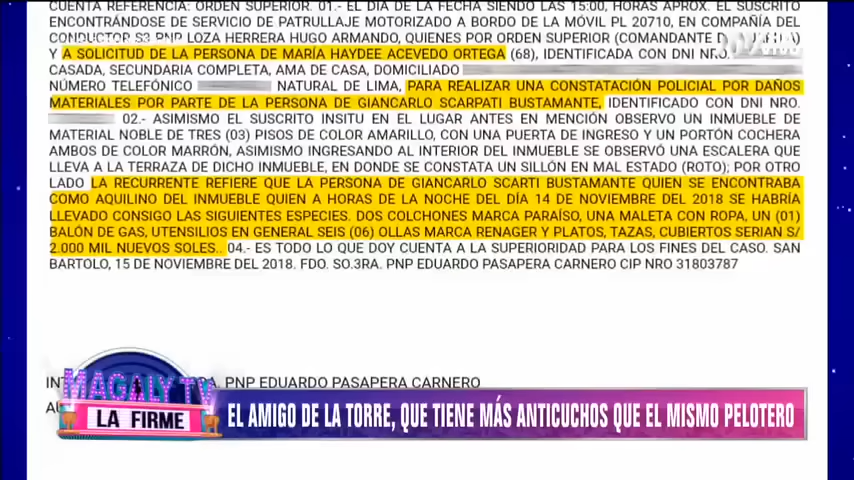 CUENTA REFERENCIA: ORDEN SUPERIOR. 01.- EL DIA DE LA FECHA SIENDO LAS 15:00, HORAS APROX. EL SUSCRITO
ENCONTRÁNDOSE DE SERVICIO DE PATRULLAJE MOTORIZADO A BORDO DE LA MÓVIL PL 20710, EN COMPAÑÍA DEL
CONDUCTOR S3 PNP LOZA HERRERA HUGO ARMANDO, QUIENES POR ORDEN SUPERIOR (COMANDANTE
Y A SOLICITUD DE LA PERSONA DE MARÍA HAYDEE ACEVEDO ORTEGA (68), IDENTIFICADA CON DNI NRO.
CASADA, SECUNDARIA COMPLETA, AMA DE CASA, DOMICILIADO
NÚMERO TELEFÓNICO NATURAL DE LIMA, PARA REALIZAR UNA CONSTATACIÓN POLICIAL POR DAÑOS
MATERIALES POR PARTE DE LA PERSONA DE GIANCARLO SCARPATI BUSTAMANTE, IDENTIFICADO CON DNI NRO.
02.- ASIMISMO EL SUSCRITO INSITU EN EL LUGAR ANTES EN MENCIÓN OBSERVO UN INMUEBLE DE
MATERIAL NOBLE DE TRES (03) PISOS DE COLOR AMARILLO, CON UNA PUERTA DE INGRESO Y UN PORTÓN COCHERA
AMBOS DE COLOR MARRÓN, ASIMISMO INGRESANDO AL INTERIOR DEL INMUEBLE SE OBSERVÓ UNA ESCALERA QUE
LLEVA A LA TERRAZA DE DICHO INMUEBLE, EN DONDE SE CONSTATA UN SILLÓN EN MAL ESTADO (ROTO); POR OTRO
LADO LA RECURRENTE REFIERE QUE LA PERSONA DE GIANCARLO SCARTI BUSTAMANTE QUIEN SE ENCONTRABA
COMO AQUILINO DEL INMUEBLE QUIEN A HORAS DE LA NOCHE DEL DÍA 14 DE NOVIEMBRE DEL 2018 SE HABRÍA
LLEVADO CONSIGO LAS SIGUIENTES ESPECIES. DOS COLCHONES MARCA PARAÍSO, UNA MALETA CON ROPA, UN (01)
BALÓN DE GAS, UTENSILIOS EN GENERAL SEIS (06) OLLAS MARCA RENAGER Y PLATOS, TAZAS, CUBIERTOS SERIAN S/
2.000 MIL NUEVOS SOLES.. 04.- ES TODO LO QUE DOY CUENTA A LA SUPERIORIDAD PARA LOS FINES DEL CASO. SAN
BARTOLO, 15 DE NOVIEMBRE DEL 2018. FDO. SO.3RA. PNP EDUARDO PASAPERA CARNERO CIP NRO 31803787
PNP EDUARDO PASAPERA CARNERO
MAGALY TV
LA FIRME
EL AMIGO DE LA TORRE, QUE TIENE MÁS ANTICUCHOS QUE EL MISMO PELOTERO